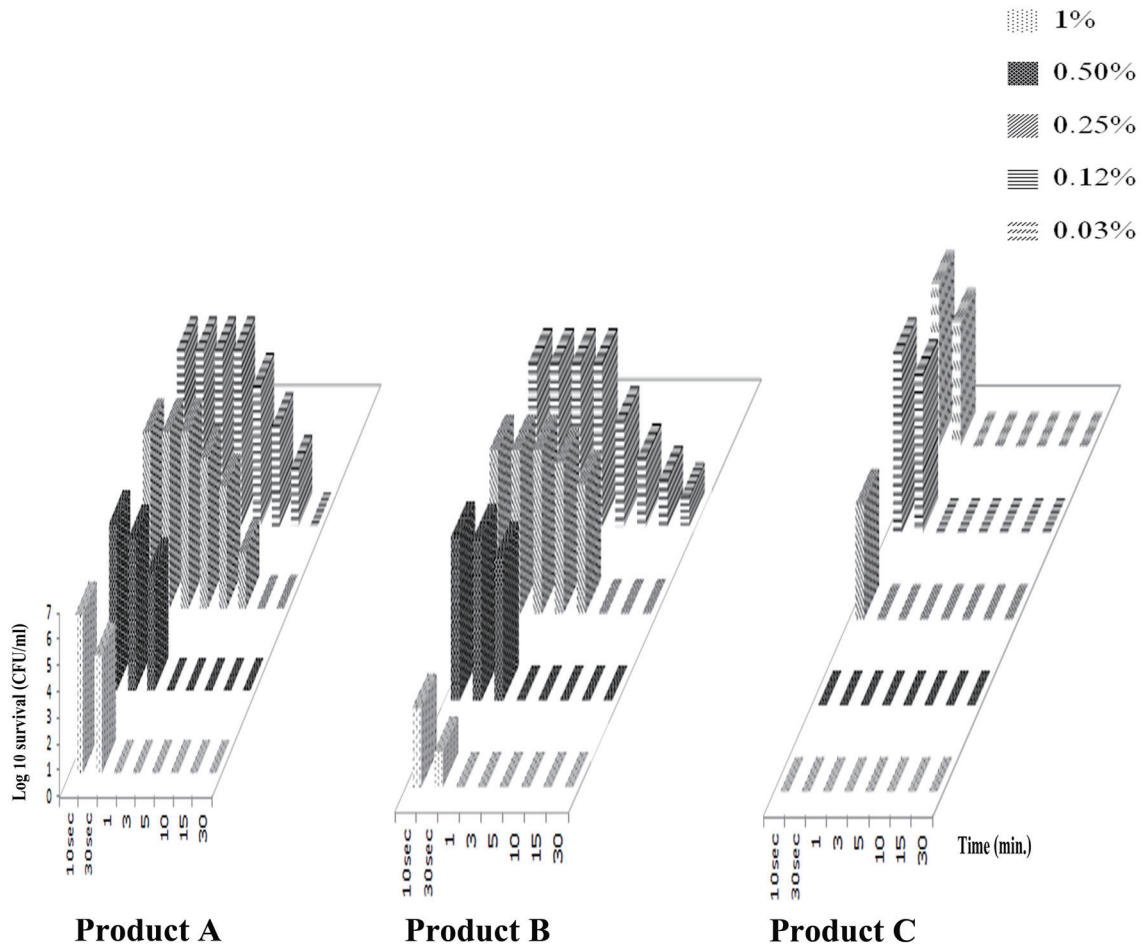 1%
0.50%
0.25%
0.12%
0.03%
Log 10 survival (CFU/ml)
7
6
5
4
3
2
1
0
10sec
30sec
1
3
5
10
15
30
10sec
30sec
1
3
5
10
15
30
10sec
30sec
1
3
5
10
15
30
Time (min.)
Product A
Product B
Product C